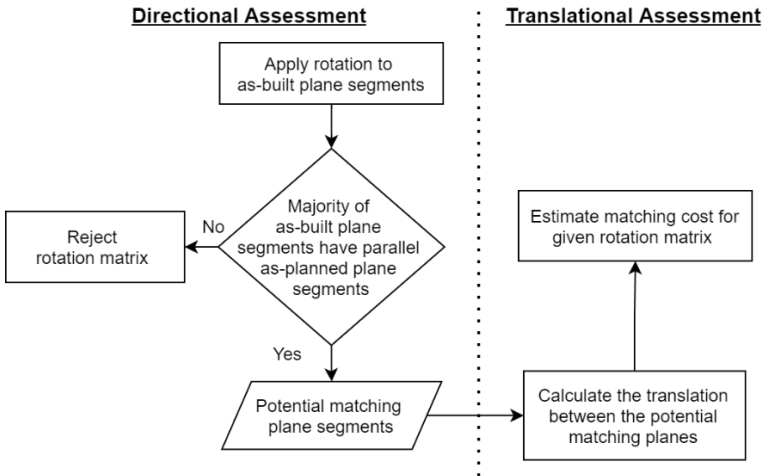 Directional Assessment
Translational Assessment
Apply rotation to
as-built plane segments
Majority of
as-built plane
segments have parallel
as-planned plane
segments
No
Reject
rotation matrix
Yes
Potential matching
plane segments
Calculate the translation
between the potential
matching planes
Estimate matching cost for
given rotation matrix